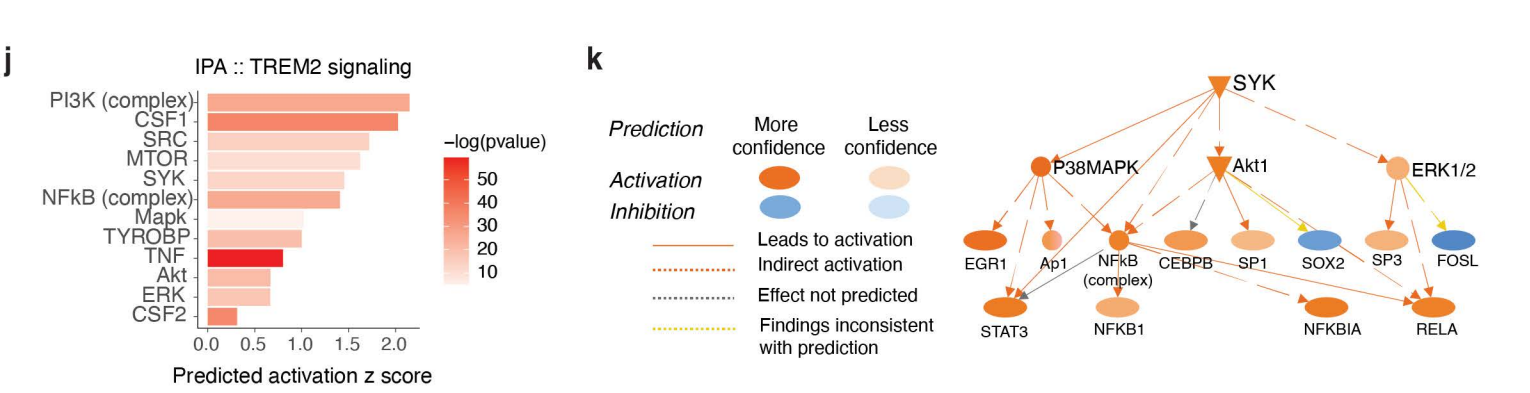 j
IPA :: TREM2 signaling
PI3K (complex)
CSF1
SRC
MTOR
SYK
NFkB (complex)
Mapk
TYROBP
TNF
Akt
ERK
CSF2
0.0 0.5 1.0 1.5 2.0
Predicted activation z score
−log(pvalue)
50
40
30
20
10
k
Prediction
More
confidence
Less
confidence
Activation
Inhibition
Leads to activation
Indirect activation
Effect not predicted
Findings inconsistent
with prediction
SYK
P38MAPK
Akt1
ERK1/2
EGR1
Ap1
NFkB
(complex)
CEBPB
SP1
SOX2
SP3
FOSL
STAT3
NFKB1
NFKBIA
RELA